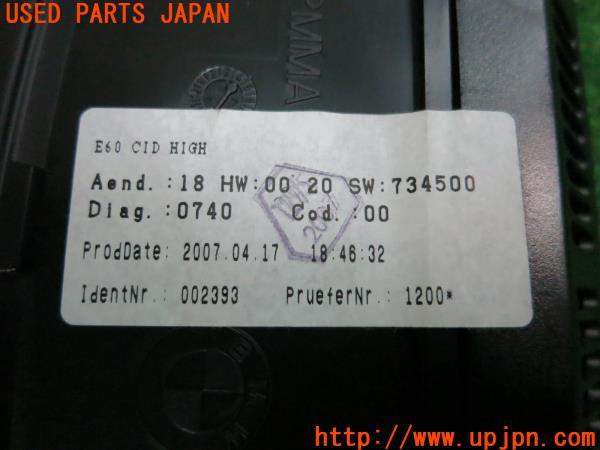 USED PARTS JAPAN
PMMA
E60 CID HIGH
Aend.:18 HW:00 20 SW:734500
Diag.:0740 Cod.:00
ProdDate: 2007.04.17 18:46:32
IdentNr.: 002393 PrueferNr.: 1200*
http://www.upjpn.com/